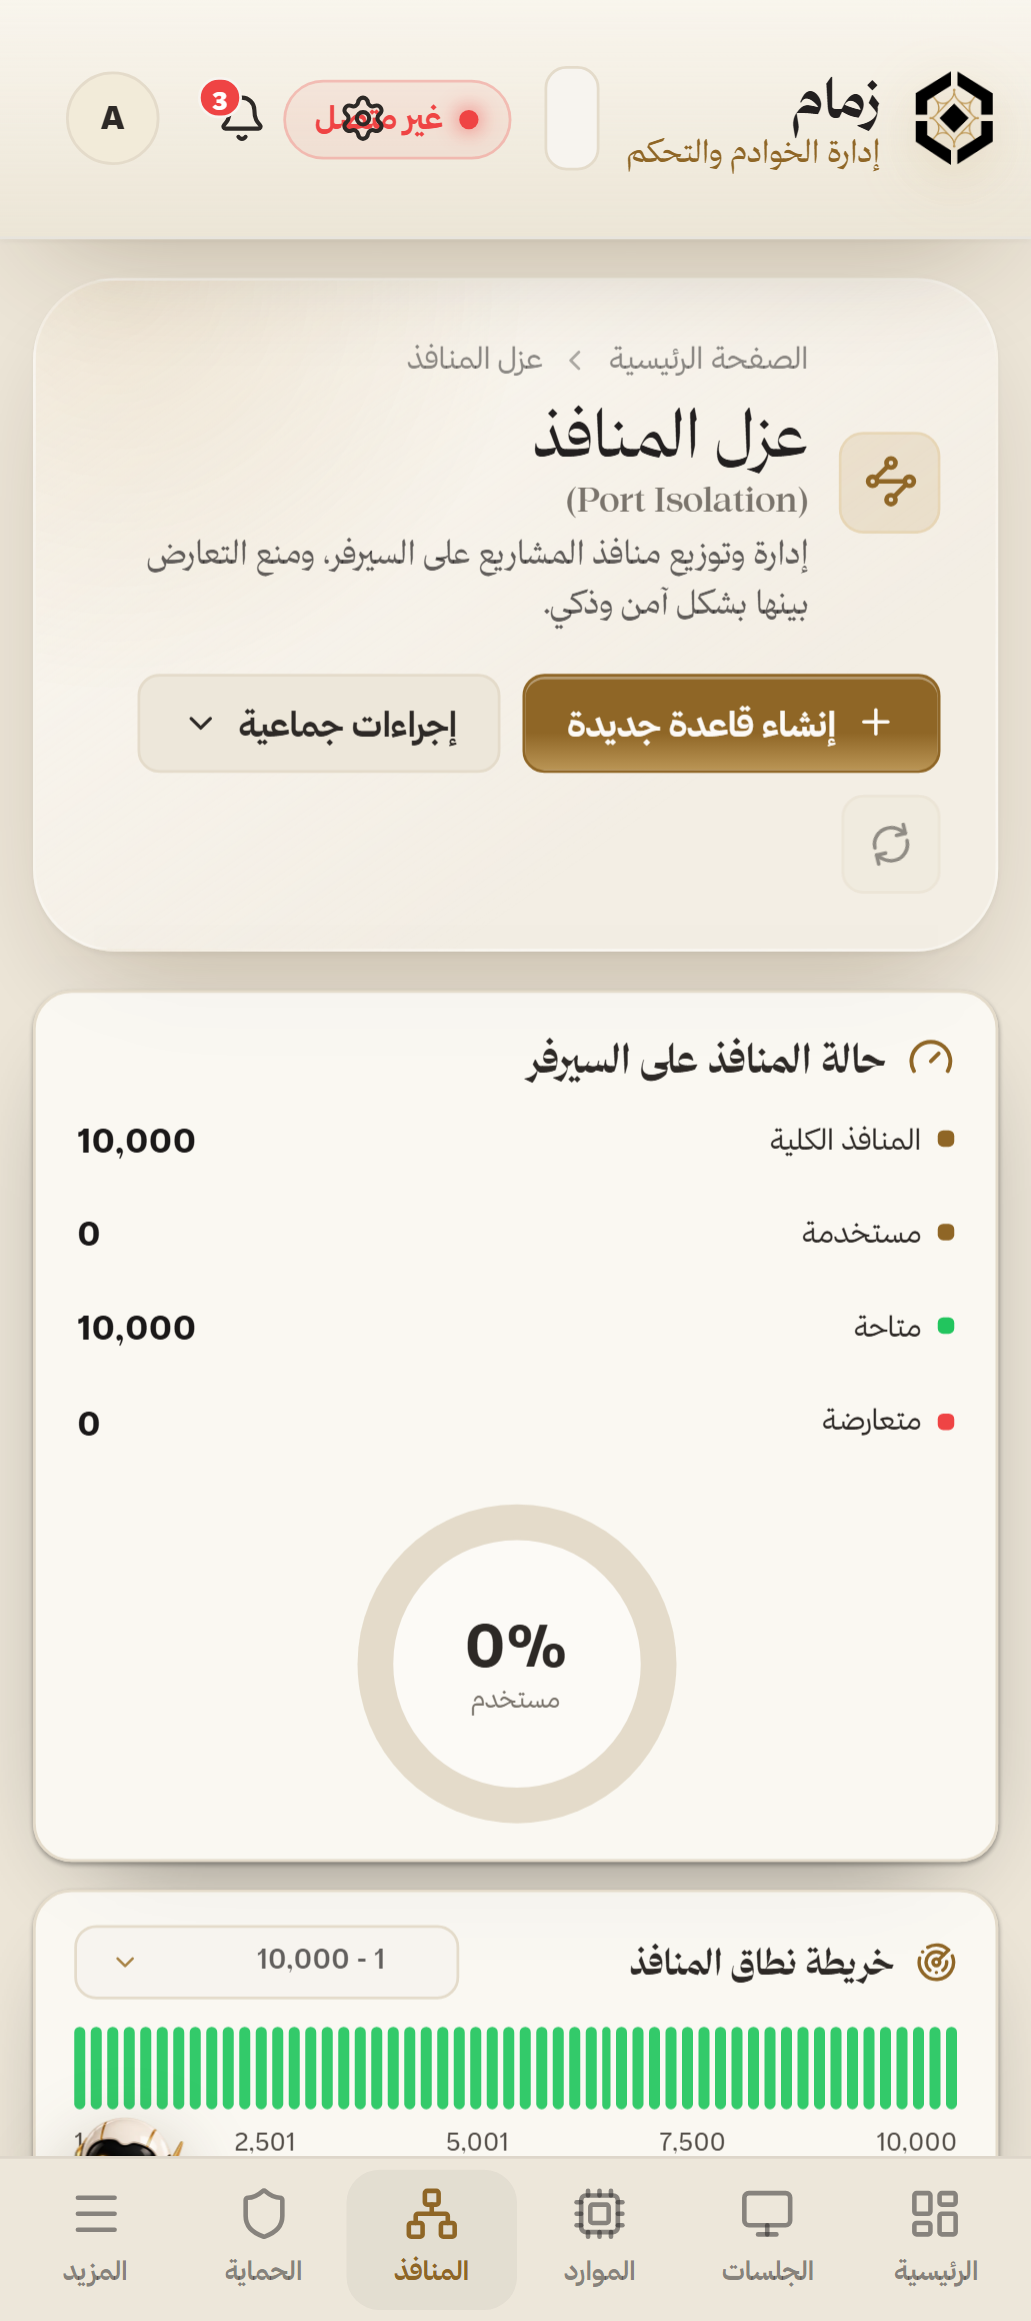 زمام
إدارة الخوادم والتحكم
غير متصل
3
A
الصفحة الرئيسية > عزل المنافذ
عزل المنافذ
(Port Isolation)
إدارة وتوزيع منافذ المشاريع على السيرفر، ومنع التعارض
بينها بشكل آمن وذكي.
إنشاء قاعدة جديدة
إجراءات جماعية
حالة المنافذ على السيرفر
المنافذ الكلية 10,000
مستخدمة 0
متاحة 10,000
متعارضة 0
0%
مستخدم
خريطة نطاق المنافذ
10,000 - 1
1 2,501 5,001 7,500 10,000
الرئيسية
الجلسات
الموارد
المنافذ
الحماية
المزيد